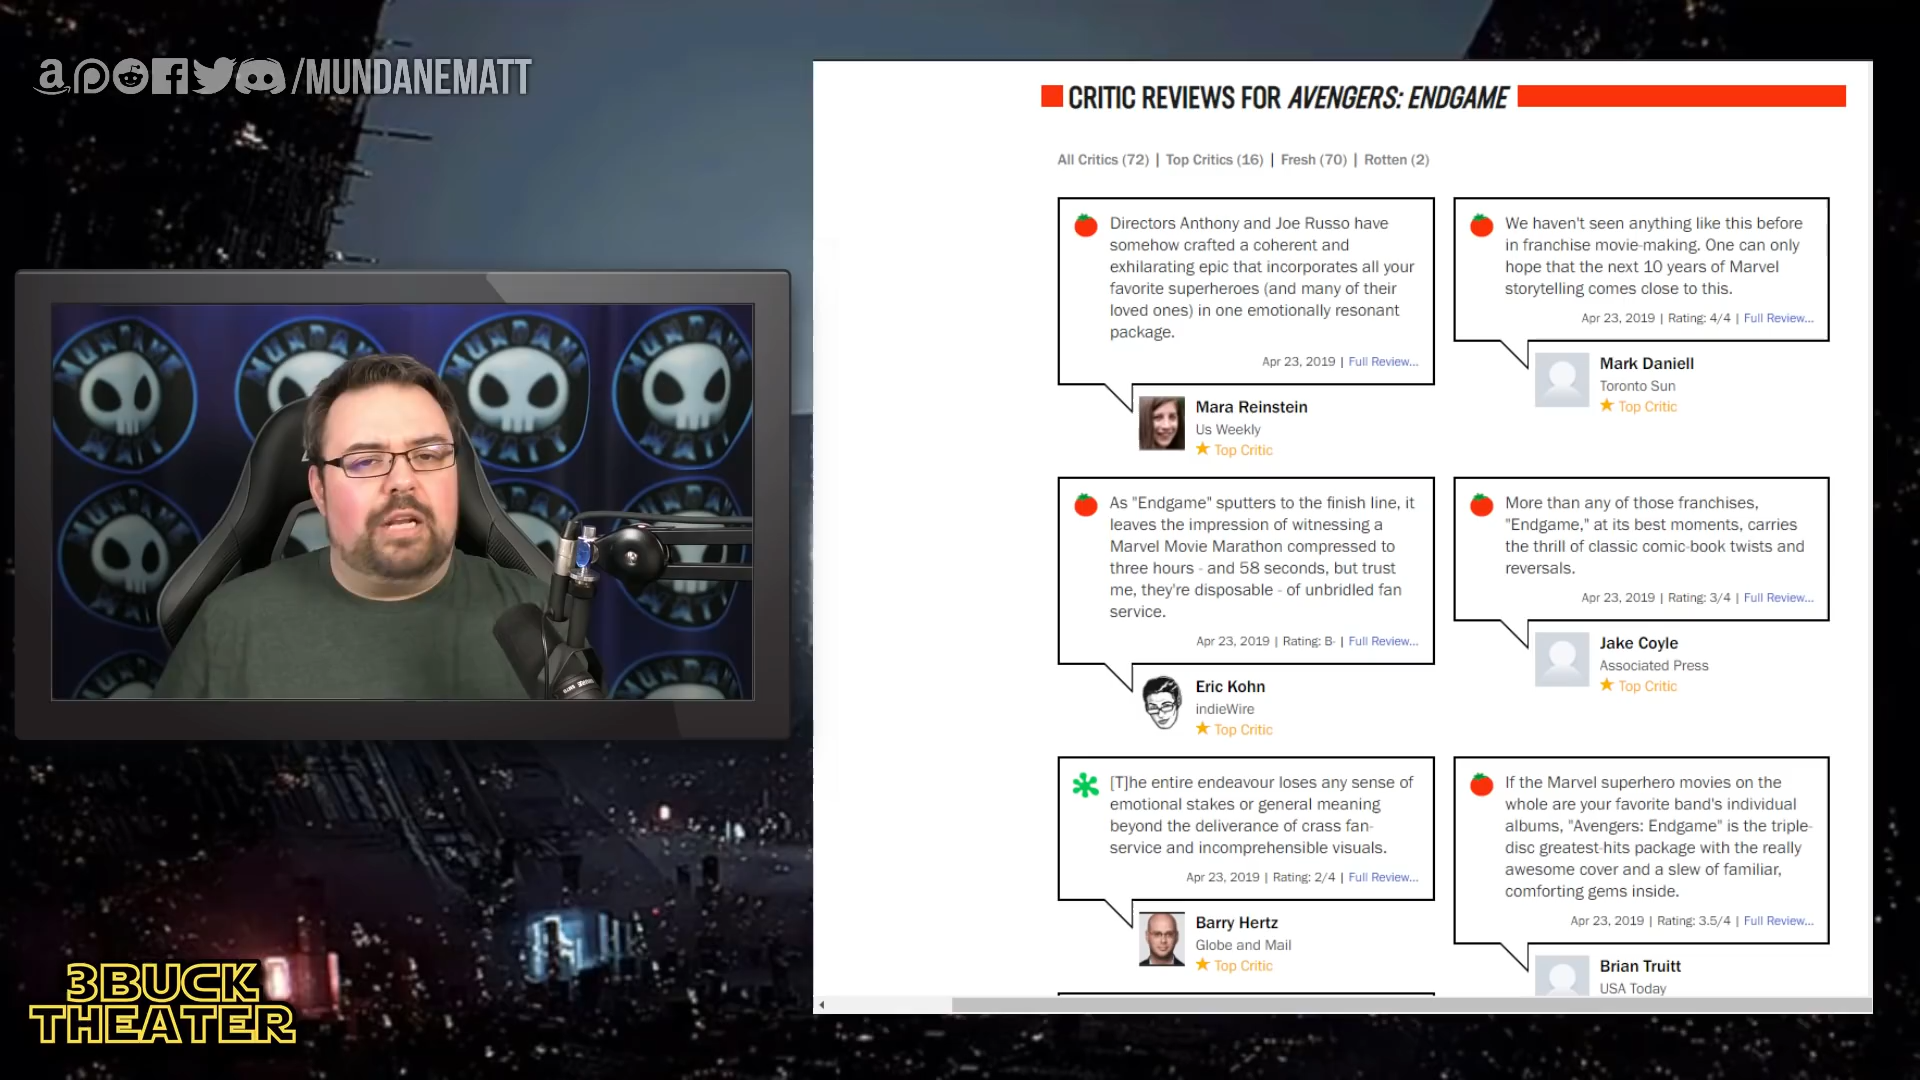 /MUNDANEMATT
CRITIC REVIEWS FOR AVENGERS: ENDGAME
All Critics (72) | Top Critics (16) | Fresh (70) | Rotten (2)
Directors Anthony and Joe Russo have
somehow crafted a coherent and
exhilarating epic that incorporates all your
favorite superheroes (and many of their
loved ones) in one emotionally resonant
package.
Apr 23, 2019 | Full Review...
Mara Reinstein
Us Weekly
Top Critic
We haven't seen anything like this before
in franchise movie-making. One can only
hope that the next 10 years of Marvel
storytelling comes close to this.
Apr 23, 2019 | Rating: 4/4 | Full Review...
Mark Daniell
Toronto Sun
Top Critic
As "Endgame" sputters to the finish line, it
leaves the impression of witnessing a
Marvel Movie Marathon compressed to
three hours - and 58 seconds, but trust
me, they're disposable - of unbridled fan
service.
Apr 23, 2019 | Rating: B- | Full Review...
Eric Kohn
indieWire
Top Critic
More than any of those franchises,
"Endgame," at its best moments, carries
the thrill of classic comic-book twists and
reversals.
Apr 23, 2019 | Rating: 3/4 | Full Review...
Jake Coyle
Associated Press
Top Critic
[T]he entire endeavour loses any sense of
emotional stakes or general meaning
beyond the deliverance of crass fan-
service and incomprehensible visuals.
Apr 23, 2019 | Rating: 2/4 | Full Review...
Barry Hertz
Globe and Mail
Top Critic
If the Marvel superhero movies on the
whole are your favorite band's individual
albums, "Avengers: Endgame" is the triple-
disc greatest-hits package with the really
awesome cover and a slew of familiar,
comforting gems inside.
Apr 23, 2019 | Rating: 3.5/4 | Full Review...
Brian Truitt
USA Today
MUNDANE
MATT
MUNDANE
MATT
MUNDANE
MATT
3BUCK
THEATER